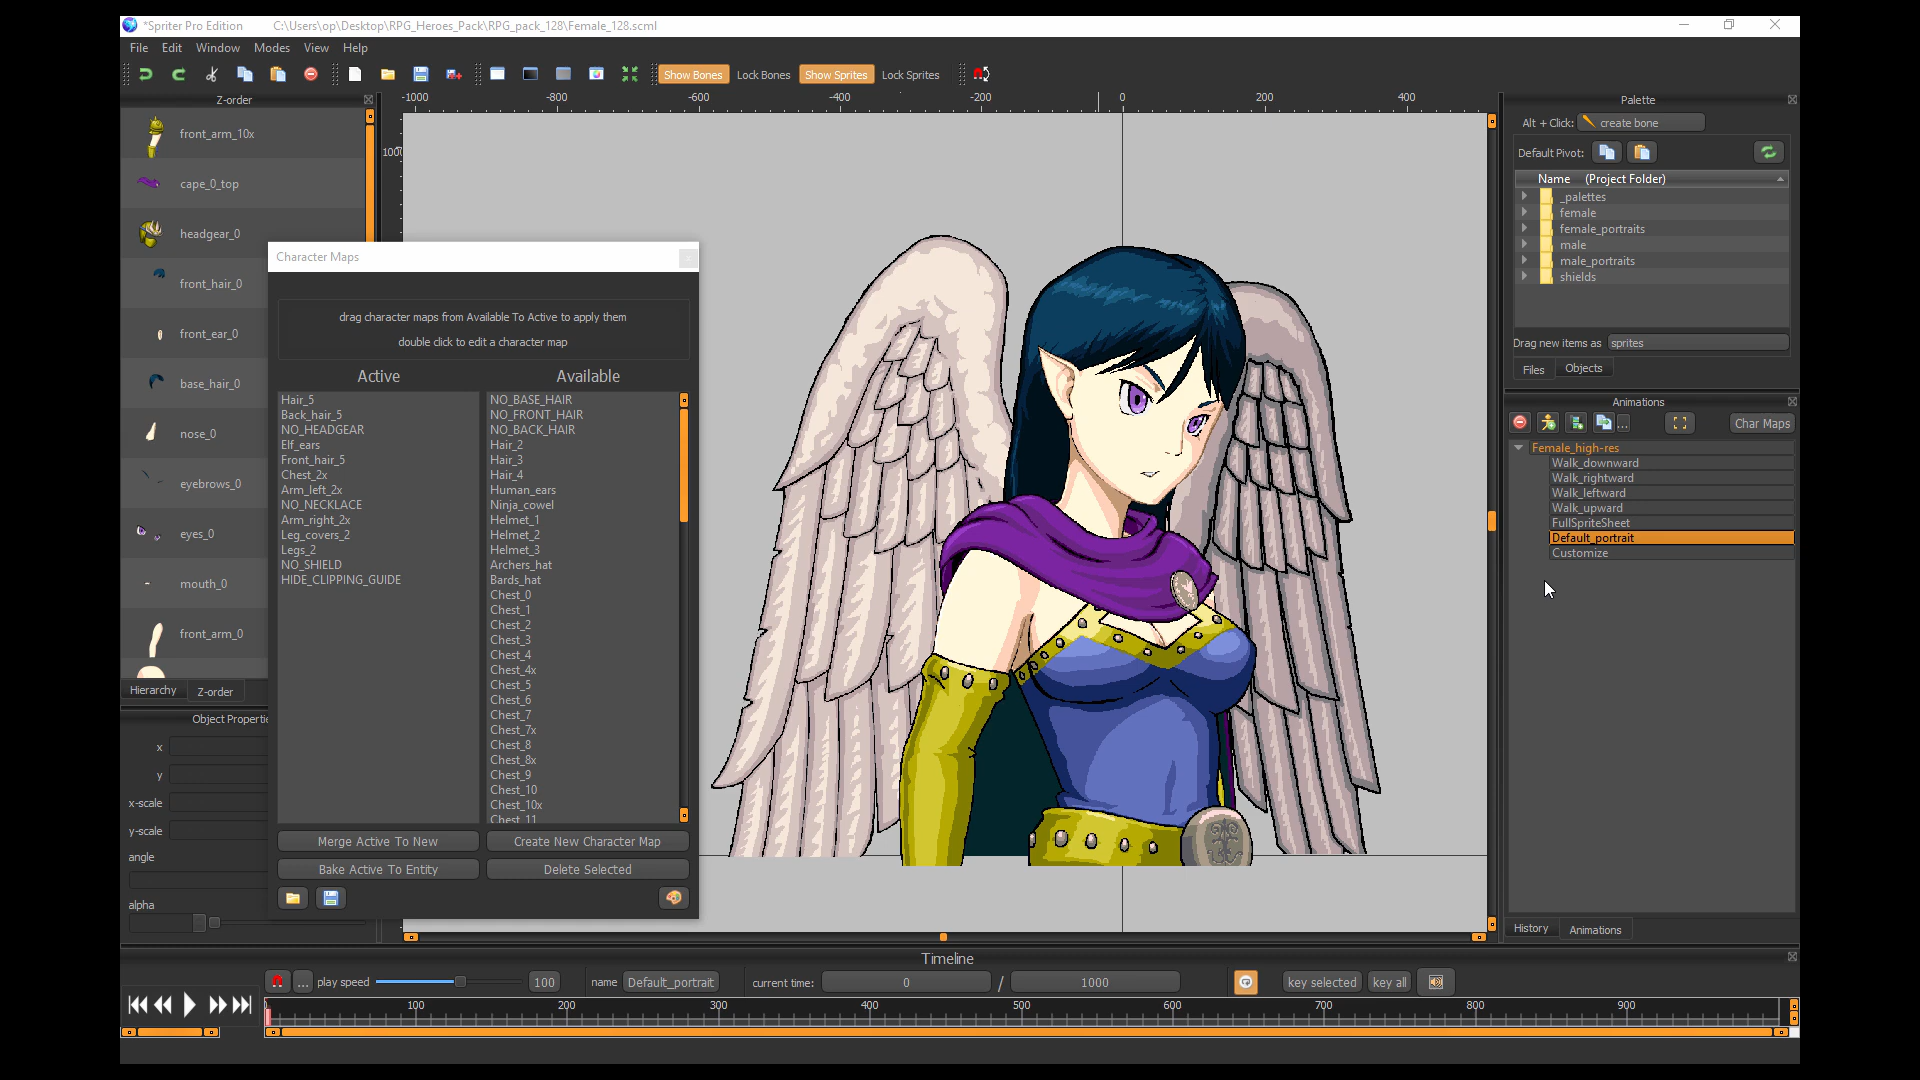 *Spriter Pro Edition C:\Users\op\Desktop\RPG_Heroes_Pack\RPG_pack_128\Female_128.scml
File Edit Window Modes View Help
Show Bones Lock Bones Show Sprites Lock Sprites
Z-order
front_arm_10x
cape_0_top
headgear_0
front_hair_0
front_ear_0
base_hair_0
nose_0
eyebrows_0
eyes_0
mouth_0
front_arm_0
Hierarchy Z-order
Object Properti
x
y
x-scale
y-scale
angle
alpha
-1000 -800 -600 -400 -200 0 200 400
Character Maps
drag character maps from Available To Active to apply them
double click to edit a character map
Active
Hair_5
Back_hair_5
NO_HEADGEAR
Elf_ears
Front_hair_5
Chest_2x
Arm_left_2x
NO_NECKLACE
Arm_right_2x
Leg_covers_2
Legs_2
NO_SHIELD
HIDE_CLIPPING_GUIDE
Available
NO_BASE_HAIR
NO_FRONT_HAIR
NO_BACK_HAIR
Hair_2
Hair_3
Hair_4
Human_ears
Ninja_cowel
Helmet_1
Helmet_2
Helmet_3
Archers_hat
Bards_hat
Chest_0
Chest_1
Chest_2
Chest_3
Chest_4
Chest_4x
Chest_5
Chest_6
Chest_7
Chest_7x
Chest_8
Chest_8x
Chest_9
Chest_10
Chest_10x
Chest_11
Merge Active To New Create New Character Map
Bake Active To Entity Delete Selected
Palette
Alt + Click: create bone
Default Pivot:
Name (Project Folder)
_palettes
female
female_portraits
male
male_portraits
shields
Drag new items as sprites
Files Objects
Animations
... Char Maps
Female_high-res
Walk_downward
Walk_rightward
Walk_leftward
Walk_upward
FullSpriteSheet
Default_portrait
Customize
History Animations
Timeline
... play speed 100 name Default_portrait current time: 0 / 1000 key selected key all
100 200 300 400 500 600 700 800 900